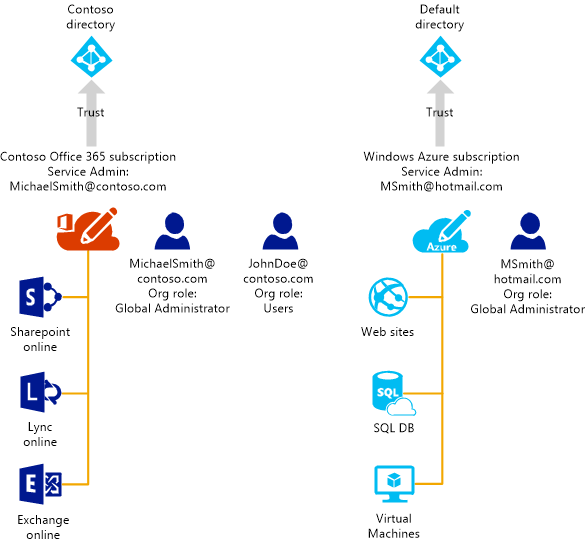 Contoso
directory
Trust
Contoso Office 365 subscription
Service Admin:
MichaelSmith@contoso.com
MichaelSmith@
contoso.com
Org role:
Global Administrator
JohnDoe@
contoso.com
Org role:
Users
S
Sharepoint
online
L
Lync
online
E
Exchange
online
Default
directory
Trust
Windows Azure subscription
Service Admin:
MSmith@hotmail.com
Azure
MSmith@
hotmail.com
Org role:
Global Administrator
Web sites
SQL
SQL DB
Virtual
Machines